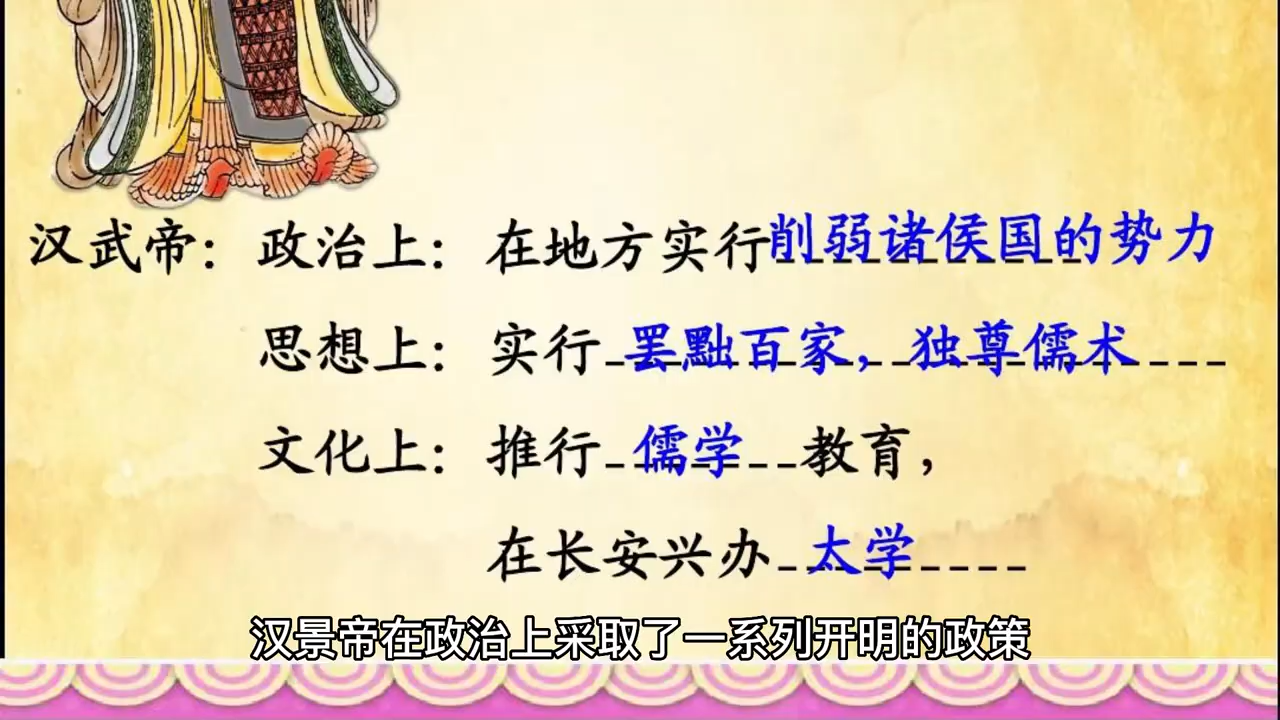 汉武帝：政治上：在地方实行削弱诸侯国的势力
思想上：实行罢黜百家，独尊儒术
文化上：推行儒学教育，
在长安兴办太学
汉景帝在政治上采取了一系列开明的政策